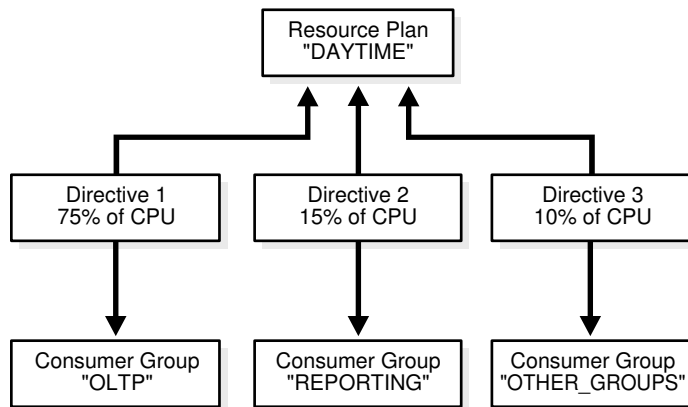 Resource Plan
"DAYTIME"
Directive 1
75% of CPU
Directive 2
15% of CPU
Directive 3
10% of CPU
Consumer Group
"OLTP"
Consumer Group
"REPORTING"
Consumer Group
"OTHER_GROUPS"